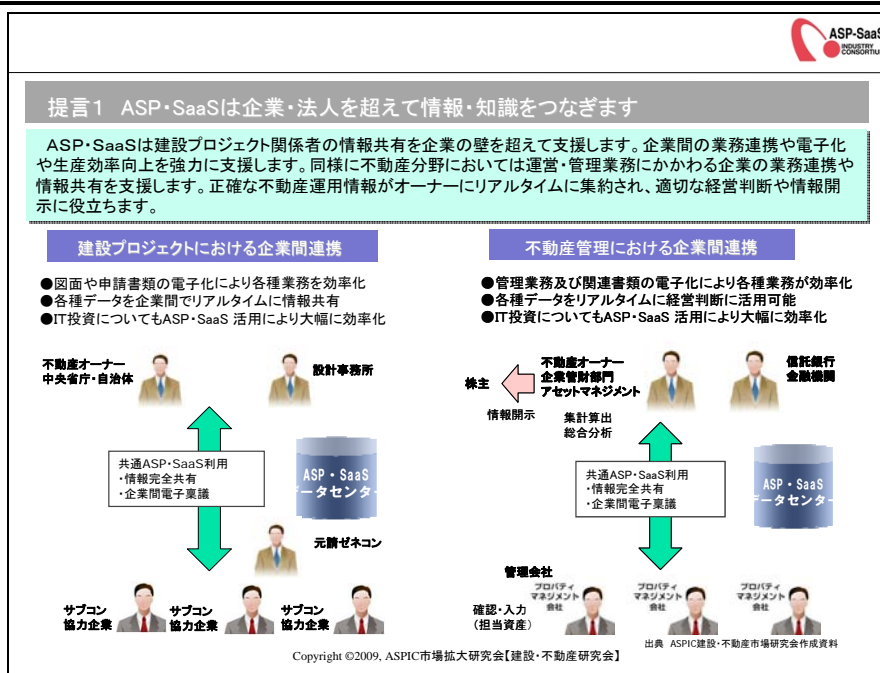 ASP-SaaS
INDUSTRY
CONSORTIUM
提言1 ASP・SaaSは企業・法人を超えて情報・知識をつなぎます
ASP・SaaSは建設プロジェクト関係者の情報共有を企業の壁を超えて支援します。企業間の業務連携や電子化
や生産効率向上を強力に支援します。同様に不動産分野においては運営・管理業務にかかわる企業の業務連携や
情報共有を支援します。正確な不動産運用情報がオーナーにリアルタイムに集約され、適切な経営判断や情報開
示に役立ちます。
建設プロジェクトにおける企業間連携
●図面や申請書類の電子化により各種業務を効率化
●各種データを企業間でリアルタイムに情報共有
●IT投資についてもASP・SaaS 活用により大幅に効率化
不動産オーナー
中央省庁・自治体
設計事務所
共通ASP・SaaS利用
・情報完全共有
・企業間電子稟議
ASP・SaaS
データセンター
元請ゼネコン
サブコン
協力企業
サブコン
協力企業
サブコン
協力企業
不動産管理における企業間連携
●管理業務及び関連書類の電子化により各種業務が効率化
●各種データをリアルタイムに経営判断に活用可能
●IT投資についてもASP・SaaS 活用により大幅に効率化
株主
情報開示
不動産オーナー
企業管財部門
アセットマネジメント
集計算出
総合分析
信託銀行
金融機関
共通ASP・SaaS利用
・情報完全共有
・企業間電子稟議
ASP・SaaS
データセンター
管理会社
確認・入力
(担当資産)
プロパティ
マネジメント
会社
プロパティ
マネジメント
会社
プロパティ
マネジメント
会社
出典 ASPIC建設・不動産市場研究会作成資料
Copyright ©2009, ASPIC市場拡大研究会【建設・不動産研究会】